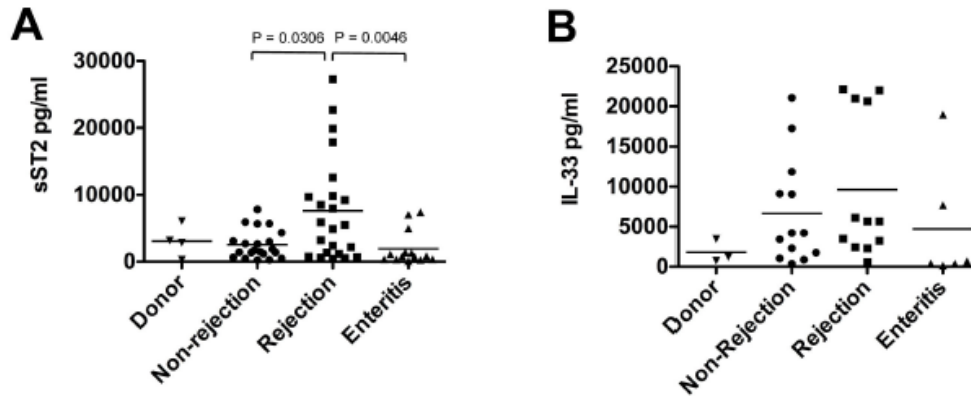 A
P = 0.0306
P = 0.0046
sST2 pg/ml
30000
20000
10000
0
Donor
Non-rejection
Rejection
Enteritis
B
IL-33 pg/ml
25000
20000
15000
10000
5000
0
Donor
Non-Rejection
Rejection
Enteritis